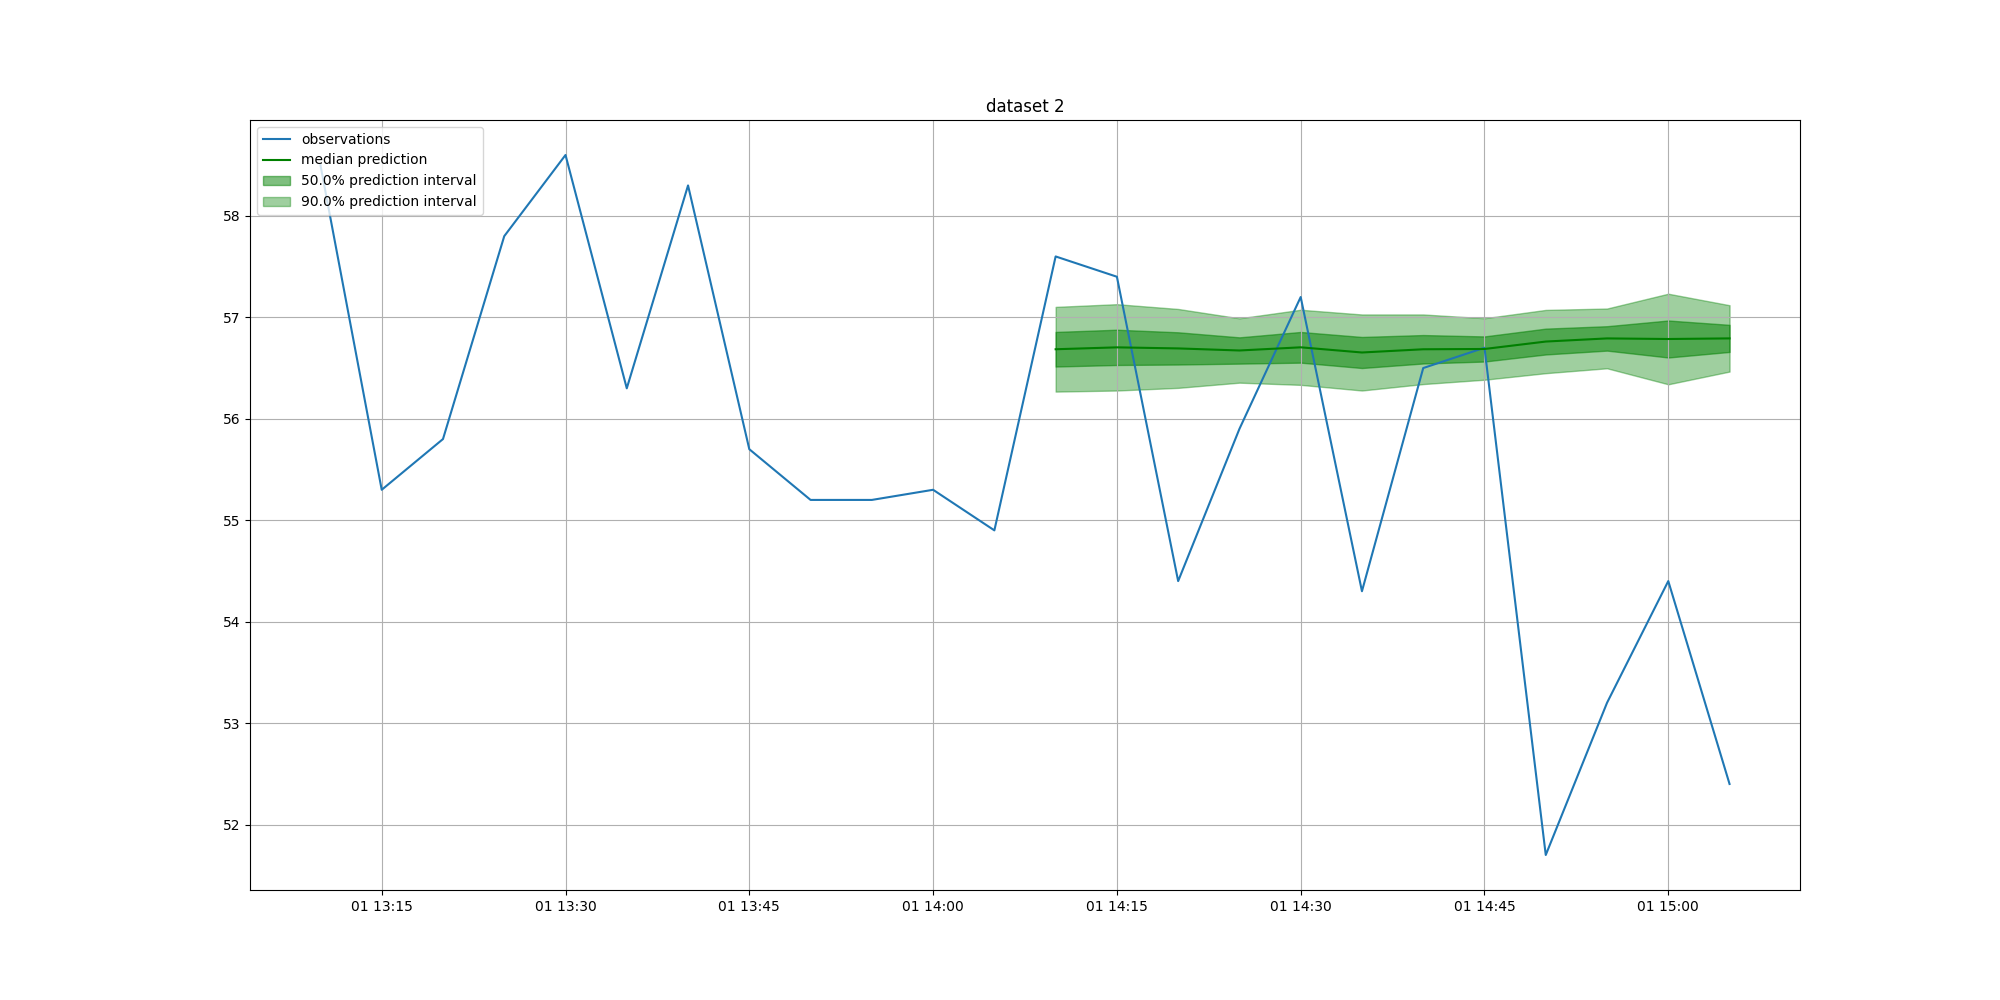 dataset 2
observations
median prediction
50.0% prediction interval
90.0% prediction interval
58
57
56
55
54
53
52
01 13:15 01 13:30 01 13:45 01 14:00 01 14:15 01 14:30 01 14:45 01 15:00